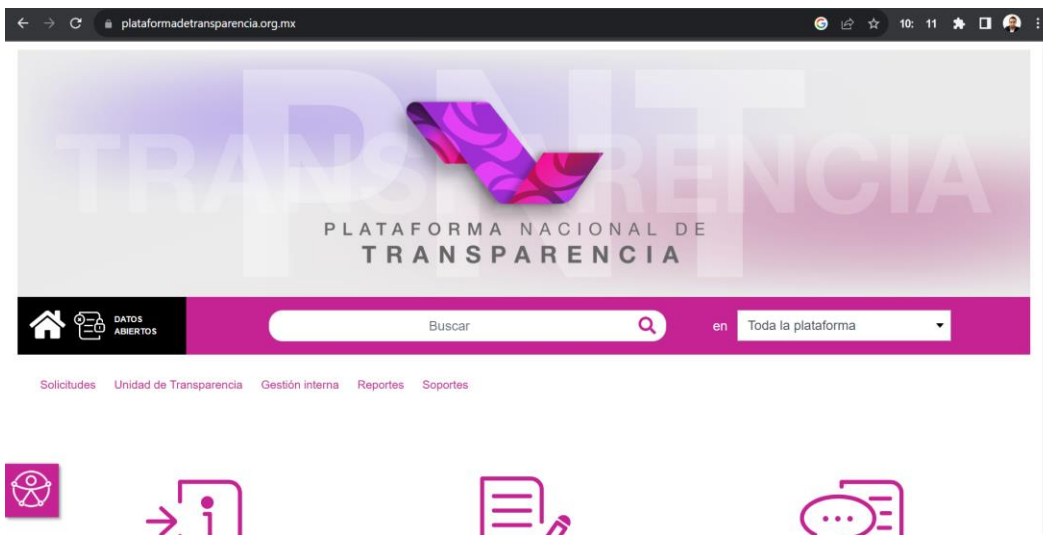 plataformadetransparencia.org.mx
10: 11
PNT
TRANSPARENCIA
PLATAFORMA NACIONAL DE
TRANSPARENCIA
DATOS
ABIERTOS
Buscar
en
Toda la plataforma
Solicitudes Unidad de Transparencia Gestión interna Reportes Soportes